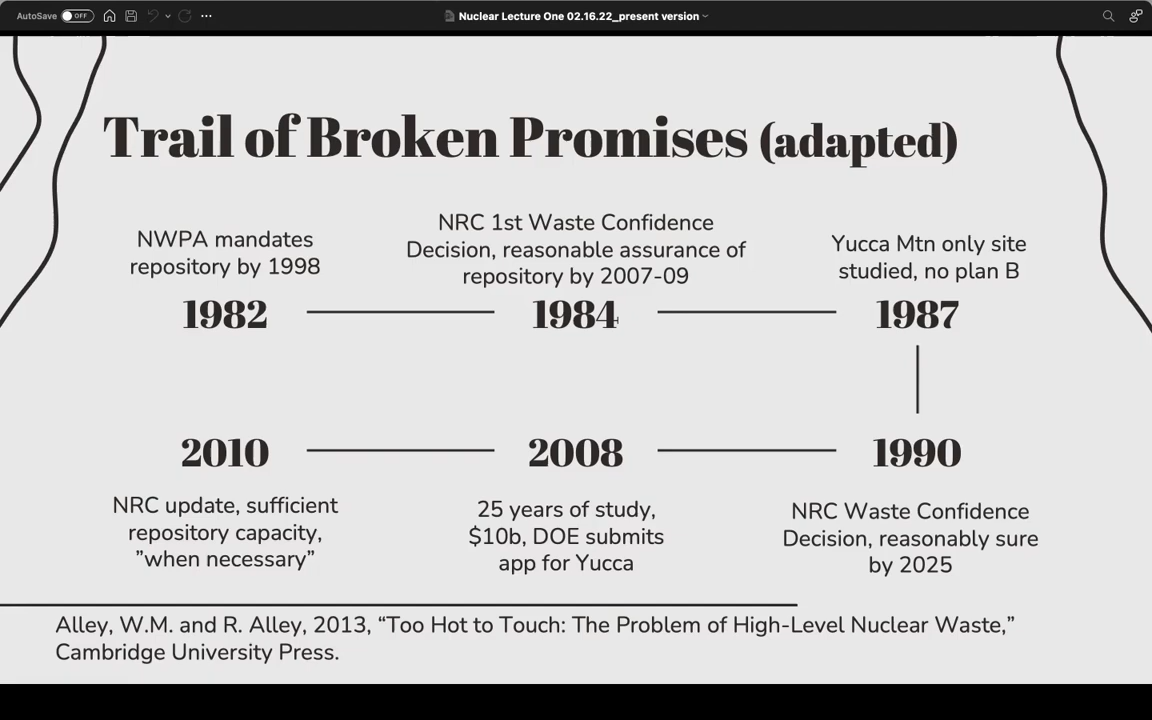 AutoSave OFF
Nuclear Lecture One 02.16.22_present version
Trail of Broken Promises (adapted)
NWPA mandates
repository by 1998
1982
NRC 1st Waste Confidence
Decision, reasonable assurance of
repository by 2007-09
1984
Yucca Mtn only site
studied, no plan B
1987
1990
NRC Waste Confidence
Decision, reasonably sure
by 2025
2008
25 years of study,
$10b, DOE submits
app for Yucca
2010
NRC update, sufficient
repository capacity,
”when necessary”
Alley, W.M. and R. Alley, 2013, “Too Hot to Touch: The Problem of High-Level Nuclear Waste,”
Cambridge University Press.